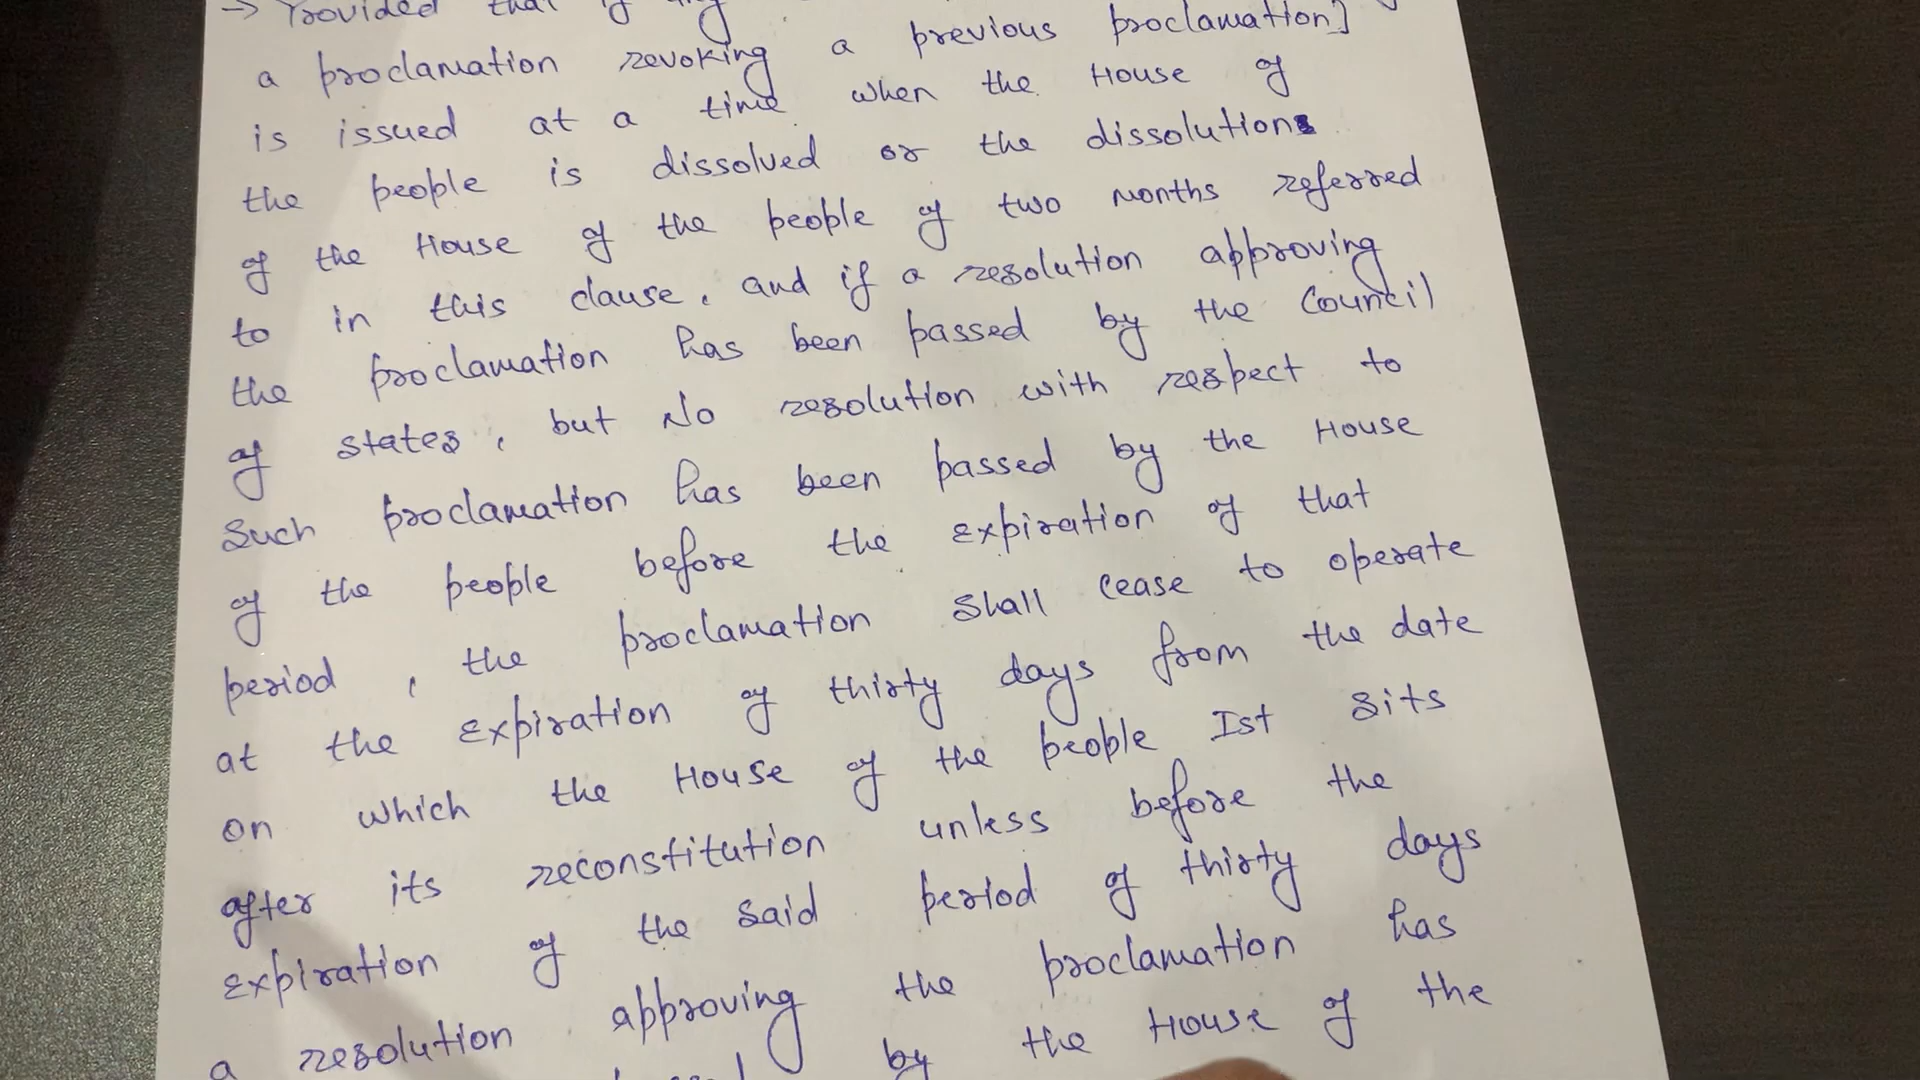 → Provided that if any
a proclamation revoking a previous proclamation]
is issued at a time when the House of
the people is dissolved or the dissolution
of the House of the people of two months referred
to in this clause, and if a resolution approving
the proclamation has been passed by the Council
of states, but No resolution with respect to
Such proclamation has been passed by the House
of the people before the expiration of that
period, the proclamation shall cease to operate
at the expiration of thirty days from the date
on which the House of the people Ist sits
after its reconstitution unless before the
expiration of the said period of thirty days
a resolution approving the proclamation has
by the House of the